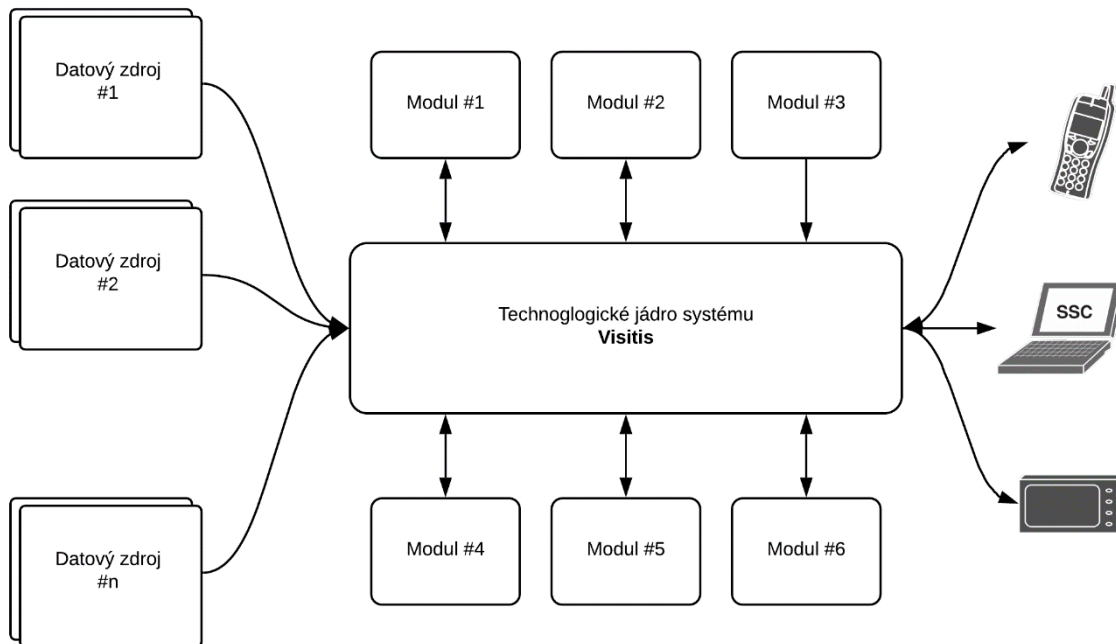 Datový zdroj
#1
Modul #1
Modul #2
Modul #3
Datový zdroj
#2
Technoglogické jádro systému
Visitis
SSC
Datový zdroj
#n
Modul #4
Modul #5
Modul #6